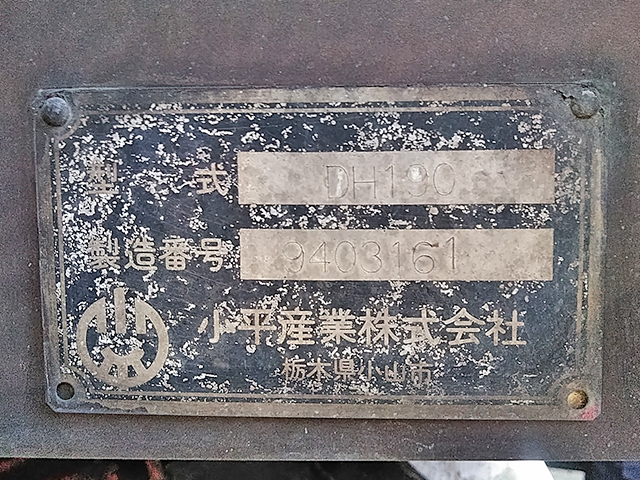 型式 DH190
製造番号 9403161
小平産業株式会社
栃木県小山市